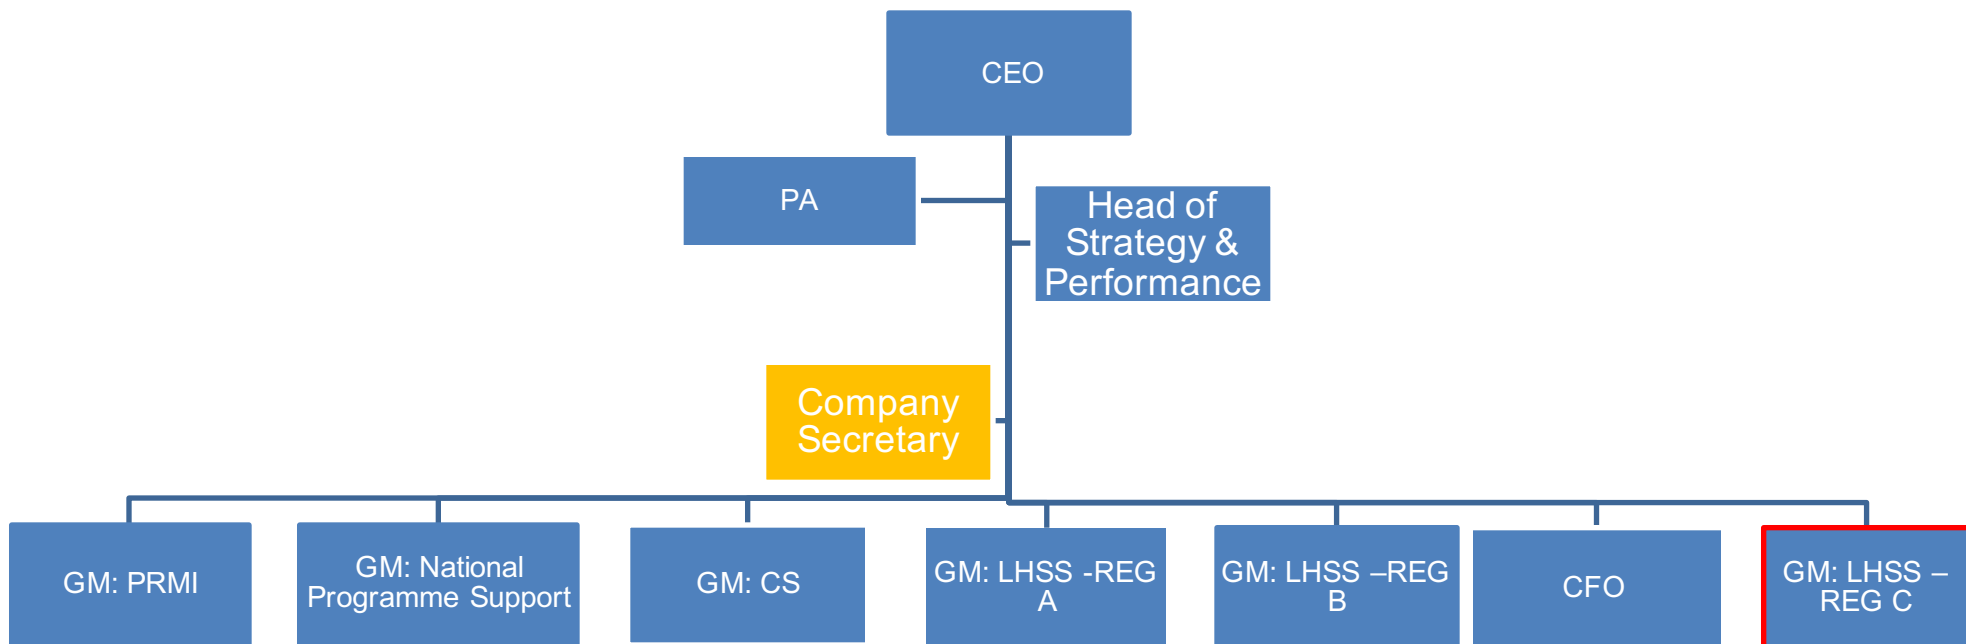 CEO
PA
Head of
Strategy &
Performance
Company
Secretary
GM: PRMI
GM: National
Programme Support
GM: CS
GM: LHSS -REG
A
GM: LHSS –REG
B
CFO
GM: LHSS –
REG C